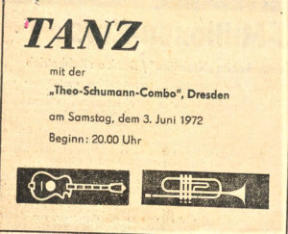 TANZ
mit der
„Theo-Schumann-Combo", Dresden
am Samstag, dem 3. Juni 1972
Beginn: 20.00 Uhr